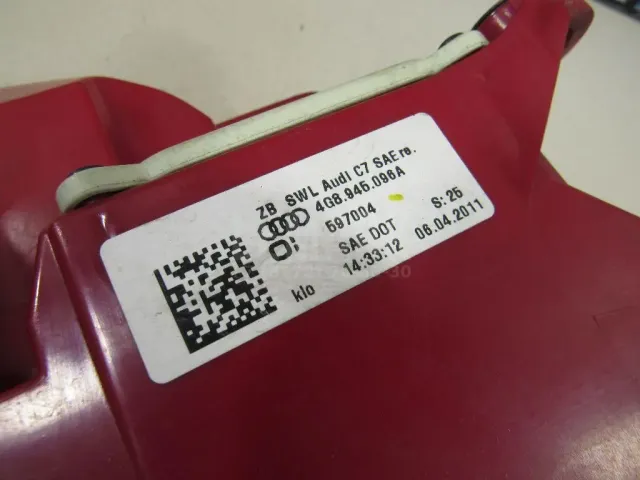 ZB SWL Audi C7 SAE re.
4G8.945.096A
597004
SAE DOT S: 25
14:33:12 06.04.2011
klo